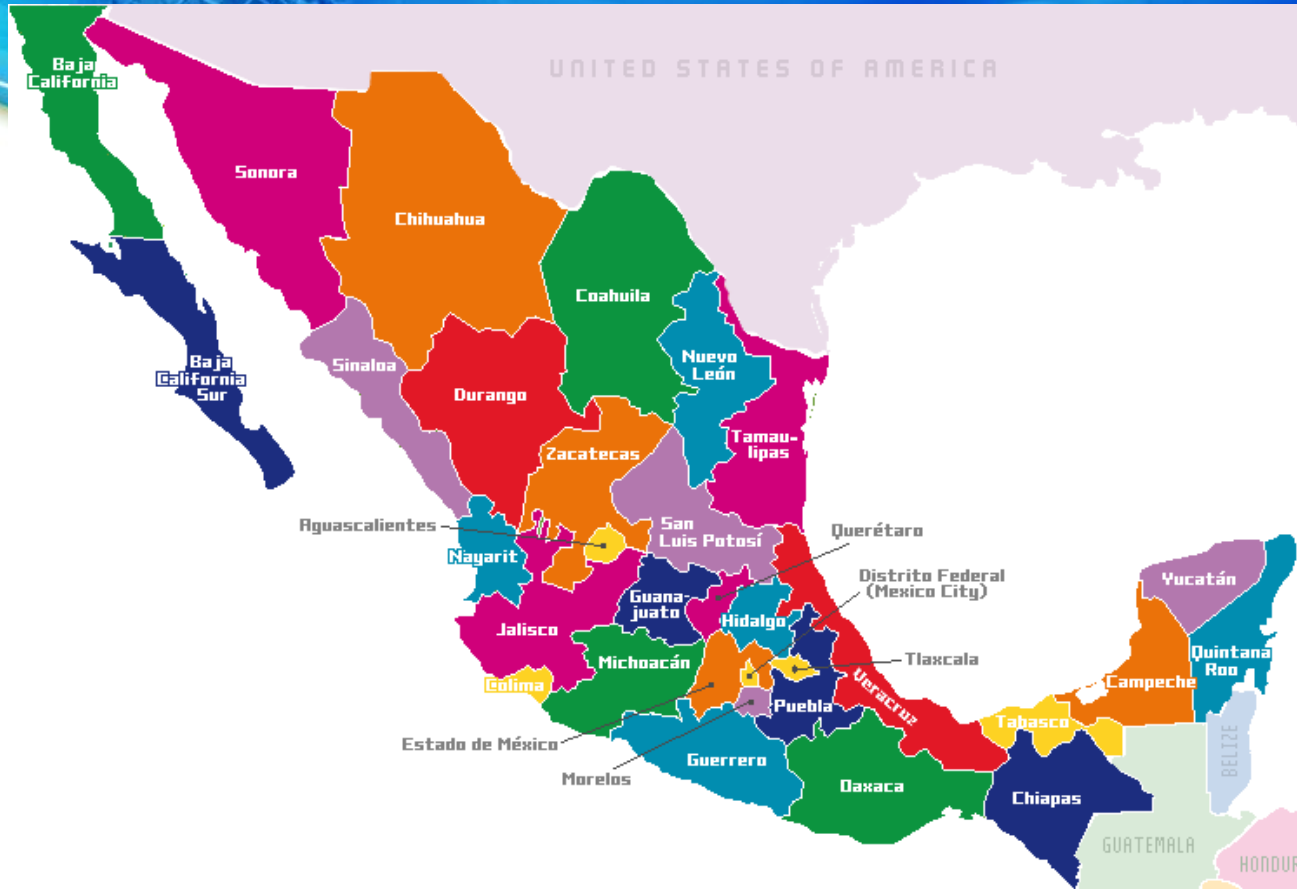 UNITED STATES OF AMERICA
Baja
California
Sonora
Chihuahua
Coahuila
Baja
California
Sur
Sinaloa
Durango
Nuevo
León
Tamau-
lipas
Zacatecas
Aguascalientes
San
Luis Potosí
Querétaro
Nayarit
Distrito Federal
(Mexico City)
Guana-
juato
Hidalgo
Jalisco
Michoacán
Tlaxcala
Colima
Puebla
Veracruz
Estado de México
Morelos
Guerrero
Oaxaca
Yucatán
Quintana
Roo
Campeche
Tabasco
Chiapas
BELIZE
GUATEMALA
HONDUR